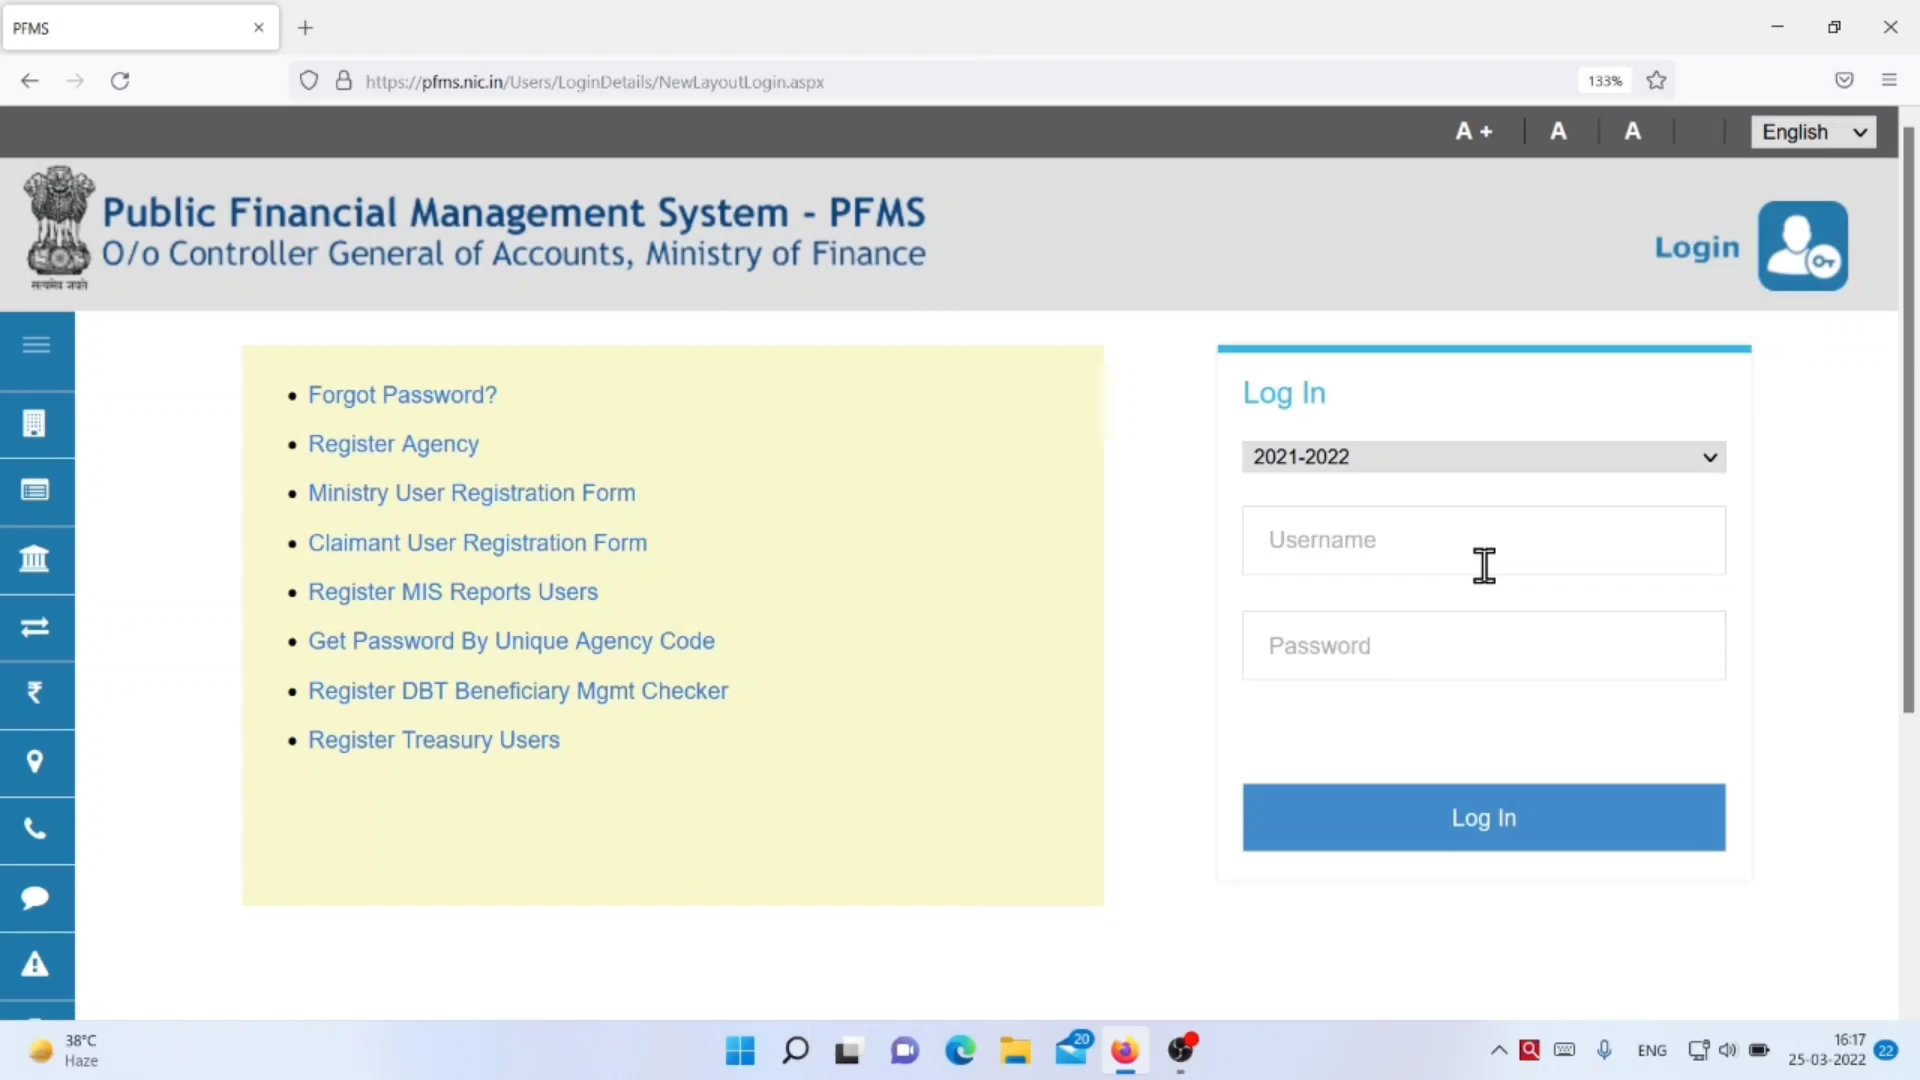 PFMS
https://pfms.nic.in/Users/LoginDetails/NewLayoutLogin.aspx
133%
A +
A
A
English
सत्यमेव जयते
Public Financial Management System - PFMS
O/o Controller General of Accounts, Ministry of Finance
Login
Forgot Password?
Register Agency
Ministry User Registration Form
Claimant User Registration Form
Register MIS Reports Users
Get Password By Unique Agency Code
Register DBT Beneficiary Mgmt Checker
Register Treasury Users
Log In
2021-2022
Username
Password
Log In
38°C
Haze
20
ENG
16:17
25-03-2022
22